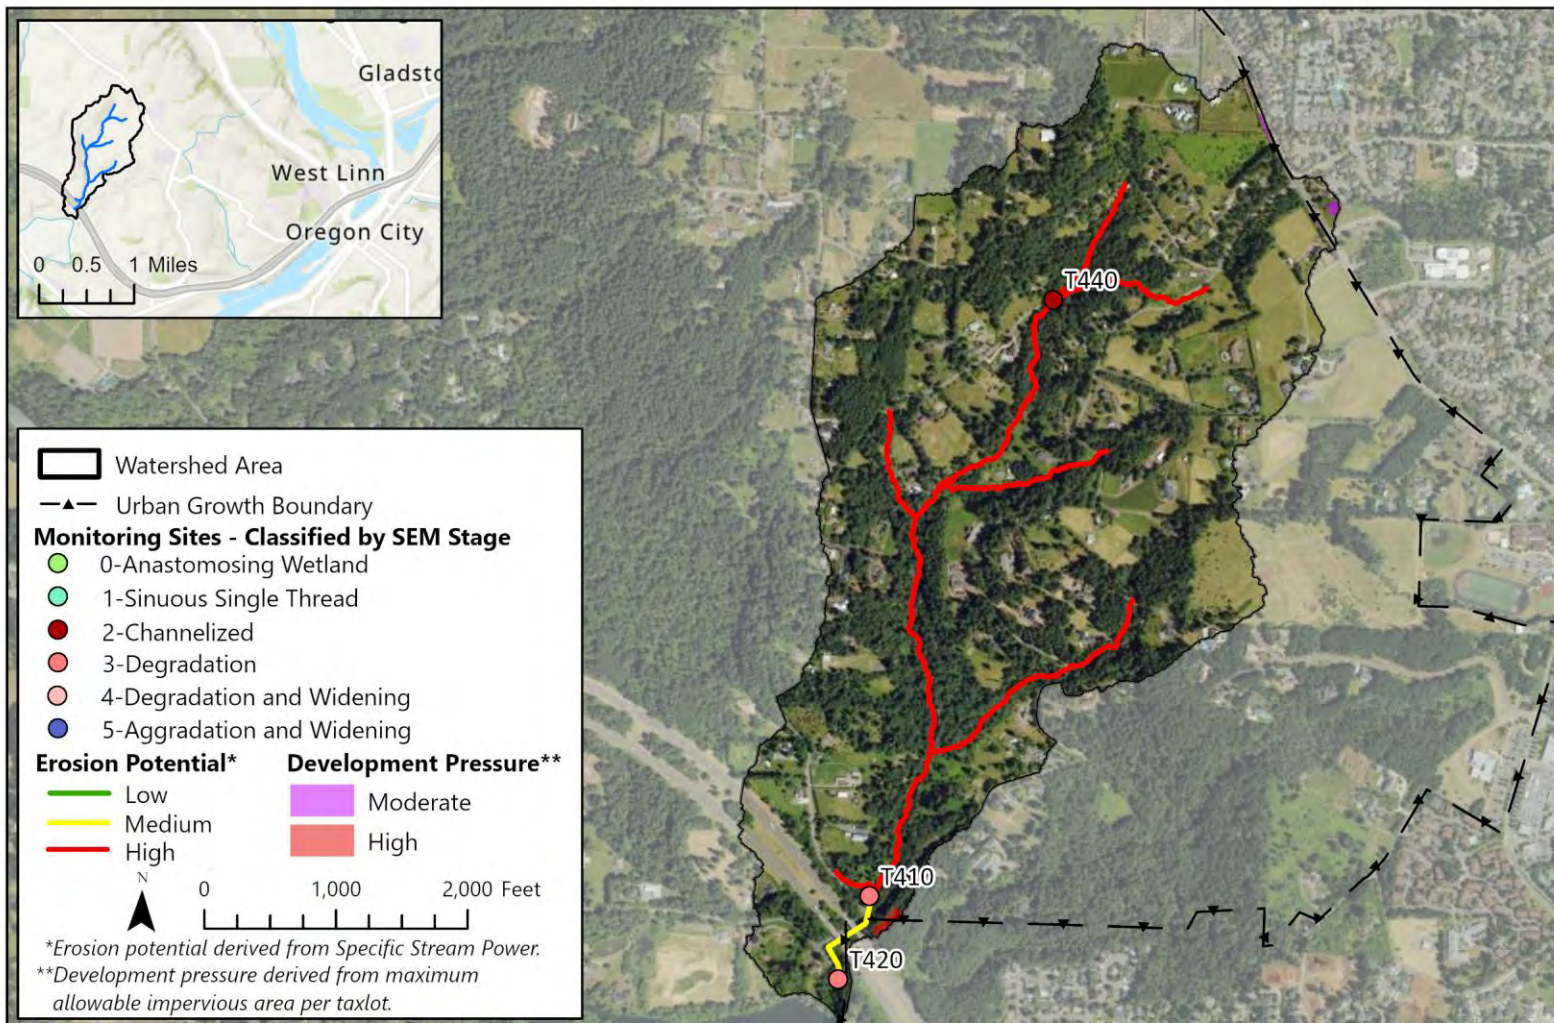 Gladsto
West Linn
Oregon City
0 0.5 1 Miles
T440
Watershed Area
Urban Growth Boundary
Monitoring Sites - Classified by SEM Stage
0-Anastomosing Wetland
1-Sinuous Single Thread
2-Channelized
3-Degradation
4-Degradation and Widening
5-Aggradation and Widening
Erosion Potential* Development Pressure**
Low
Moderate
Medium
High
High
N
0 1,000 2,000 Feet
*Erosion potential derived from Specific Stream Power.
**Development pressure derived from maximum
allowable impervious area per taxlot.
T410
T420